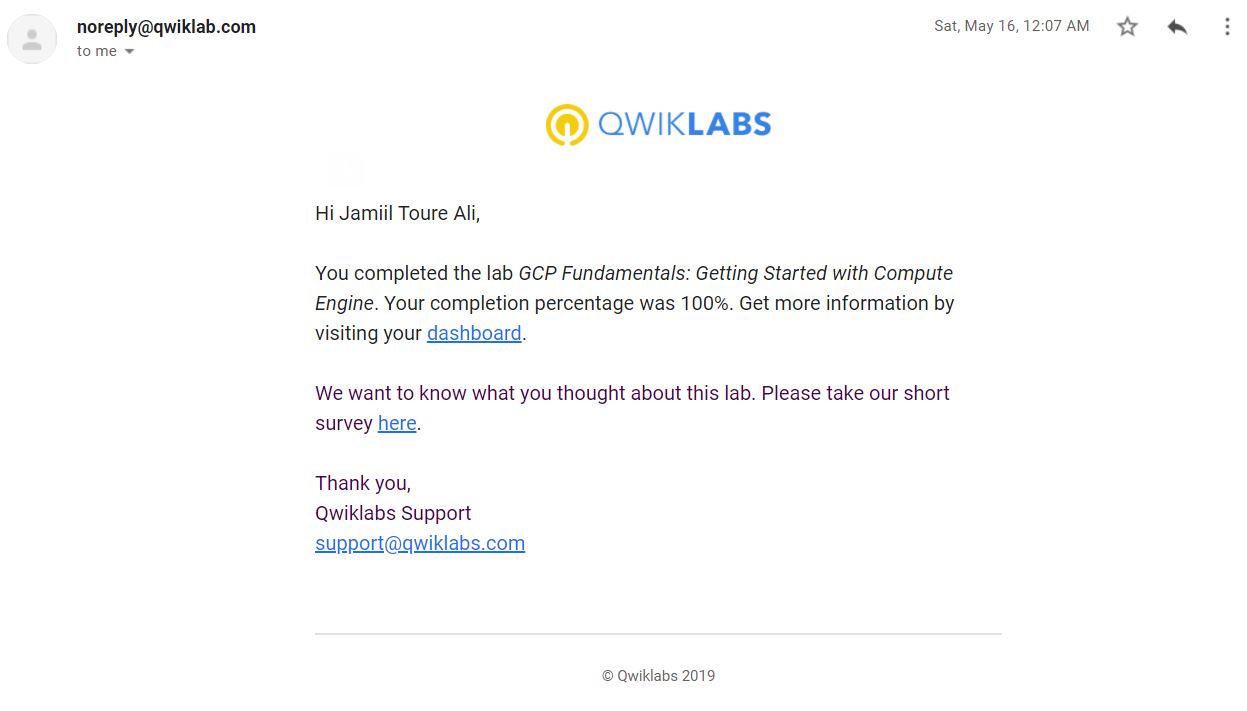 noreply@qwiklab.com
Sat, May 16, 12:07 AM
to me
QWIKLABS
Hi Jamiil Toure Ali,
You completed the lab GCP Fundamentals: Getting Started with Compute
Engine. Your completion percentage was 100%. Get more information by
visiting your dashboard.
We want to know what you thought about this lab. Please take our short
survey here.
Thank you,
Qwiklabs Support
support@qwiklabs.com
© Qwiklabs 2019